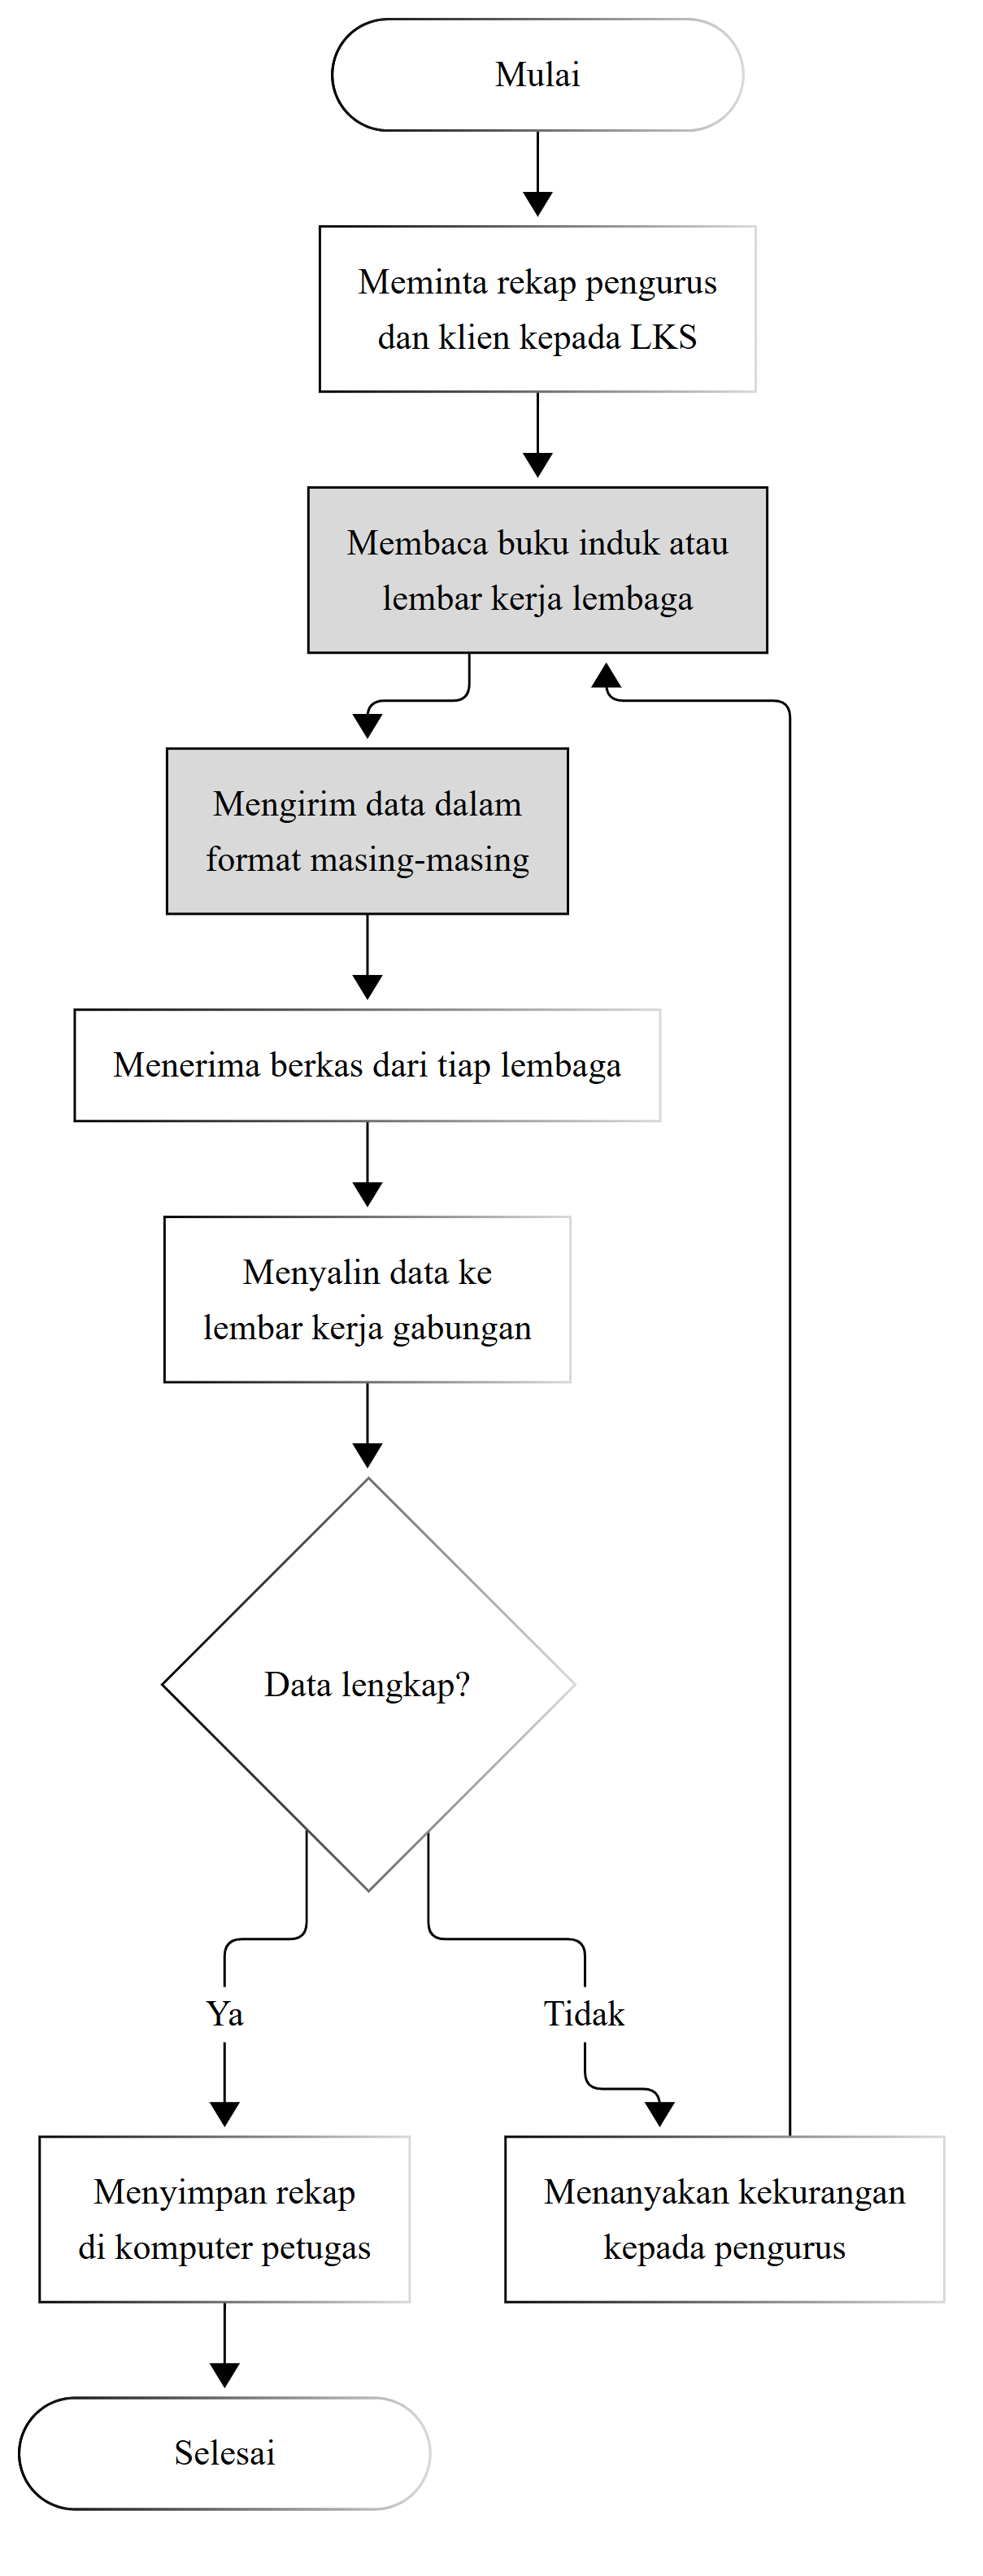 Mulai
Meminta rekap pengurus
dan klien kepada LKS
Membaca buku induk atau
lembar kerja lembaga
Mengirim data dalam
format masing-masing
Menerima berkas dari tiap lembaga
Menyalin data ke
lembar kerja gabungan
Data lengkap?
Ya
Tidak
Menyimpan rekap
di komputer petugas
Menanyakan kekurangan
kepada pengurus
Selesai